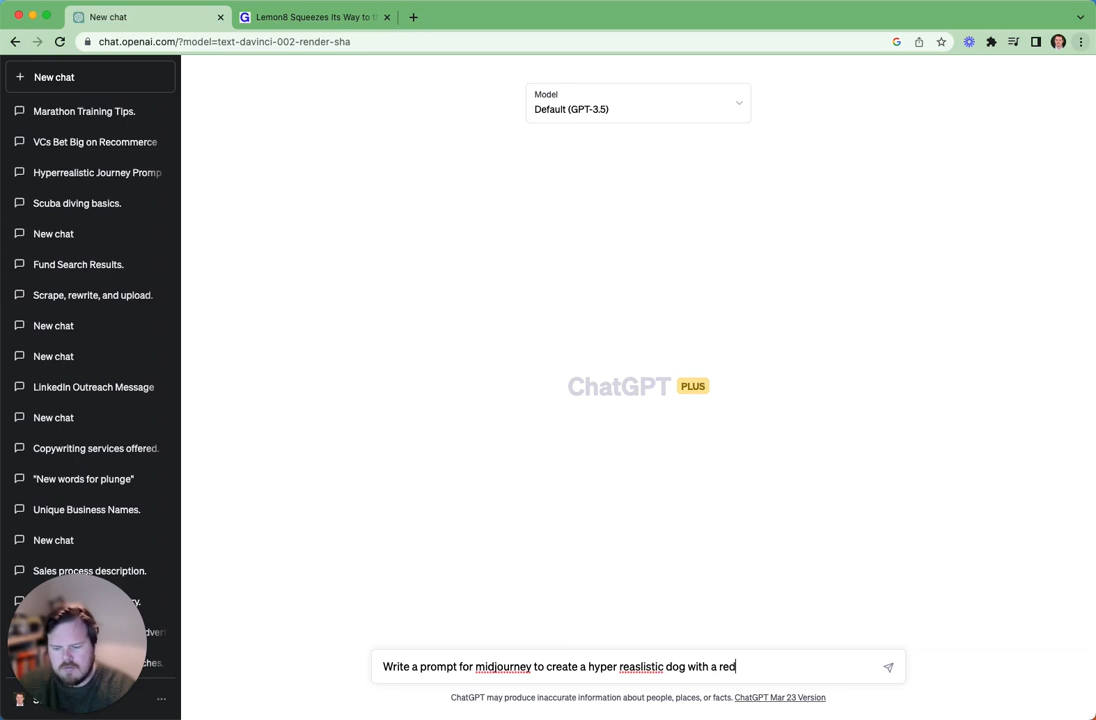 New chat
Lemon8 Squeezes Its Way to t
chat.openai.com/?model=text-davinci-002-render-sha
New chat
Marathon Training Tips.
VCs Bet Big on Recommerce
Hyperrealistic Journey Promp
Scuba diving basics.
New chat
Fund Search Results.
Scrape, rewrite, and upload.
New chat
New chat
LinkedIn Outreach Message
New chat
Copywriting services offered.
"New words for plunge"
Unique Business Names.
New chat
Sales process description.
Model
Default (GPT-3.5)
ChatGPT PLUS
Write a prompt for midjourney to create a hyper reaslistic dog with a red
ChatGPT may produce inaccurate information about people, places, or facts. ChatGPT Mar 23 Version